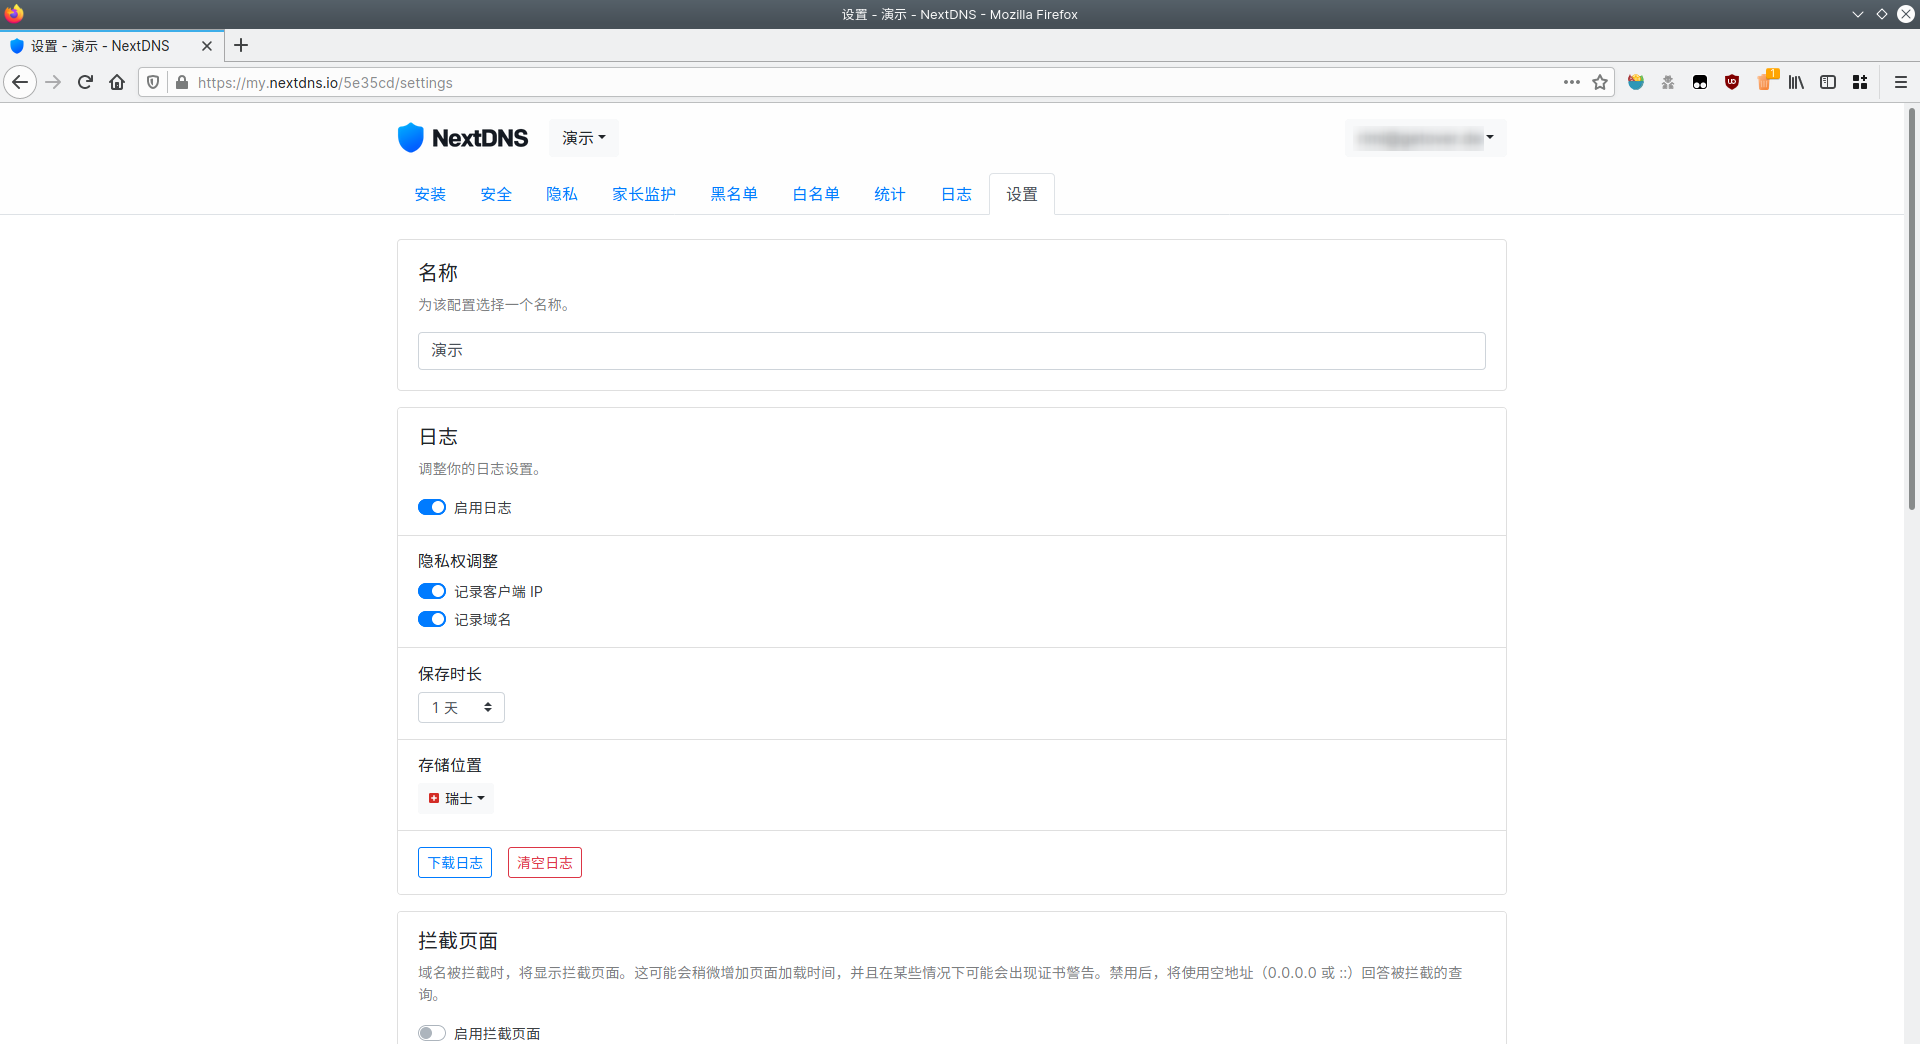 设置 - 演示 - NextDNS - Mozilla Firefox
设置 - 演示 - NextDNS
https://my.nextdns.io/5e35cd/settings
1
NextDNS
演示
安装
安全
隐私
家长监护
黑名单
白名单
统计
日志
设置
名称
为该配置选择一个名称。
演示
日志
调整你的日志设置。
启用日志
隐私权调整
记录客户端 IP
记录域名
保存时长
1 天
存储位置
瑞士
下载日志
清空日志
拦截页面
域名被拦截时，将显示拦截页面。这可能会稍微增加页面加载时间，并且在某些情况下可能会出现证书警告。禁用后，将使用空地址（0.0.0.0 或 ::）回答被拦截的查
询。
启用拦截页面